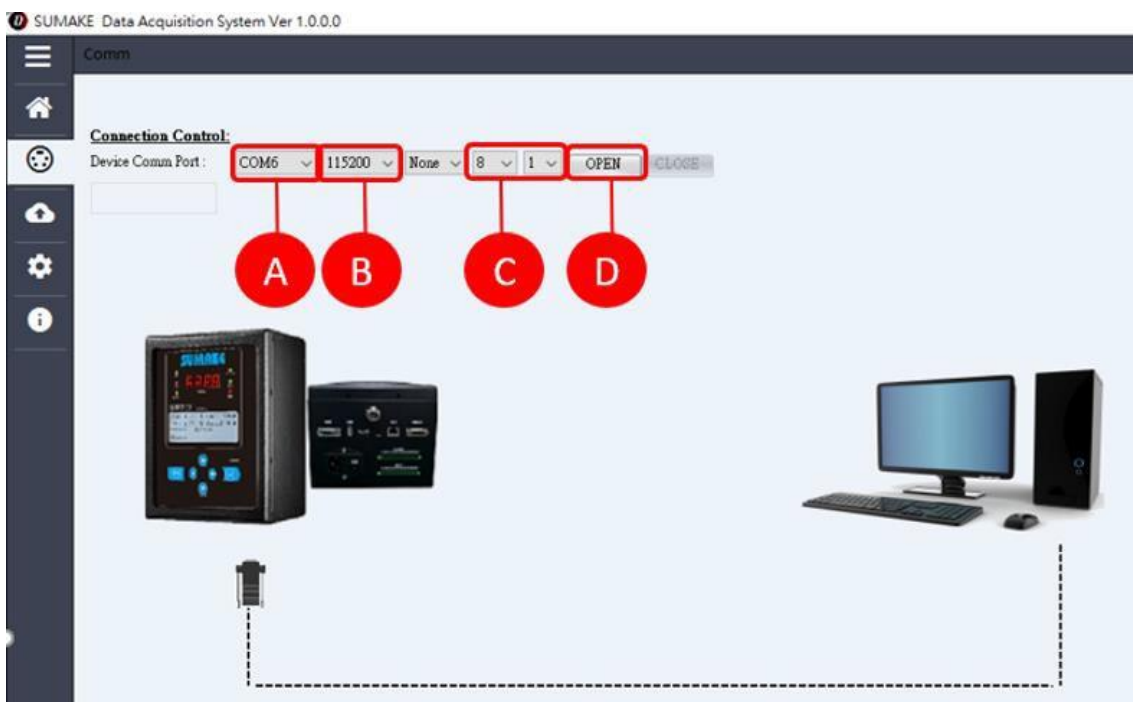 SUMAKE Data Acquisition System Ver 1.0.0.0
Comm
Connection Control:
Device Comm Port : COM6 115200 None 8 1 OPEN CLOSE
A B C D
SUMAKE